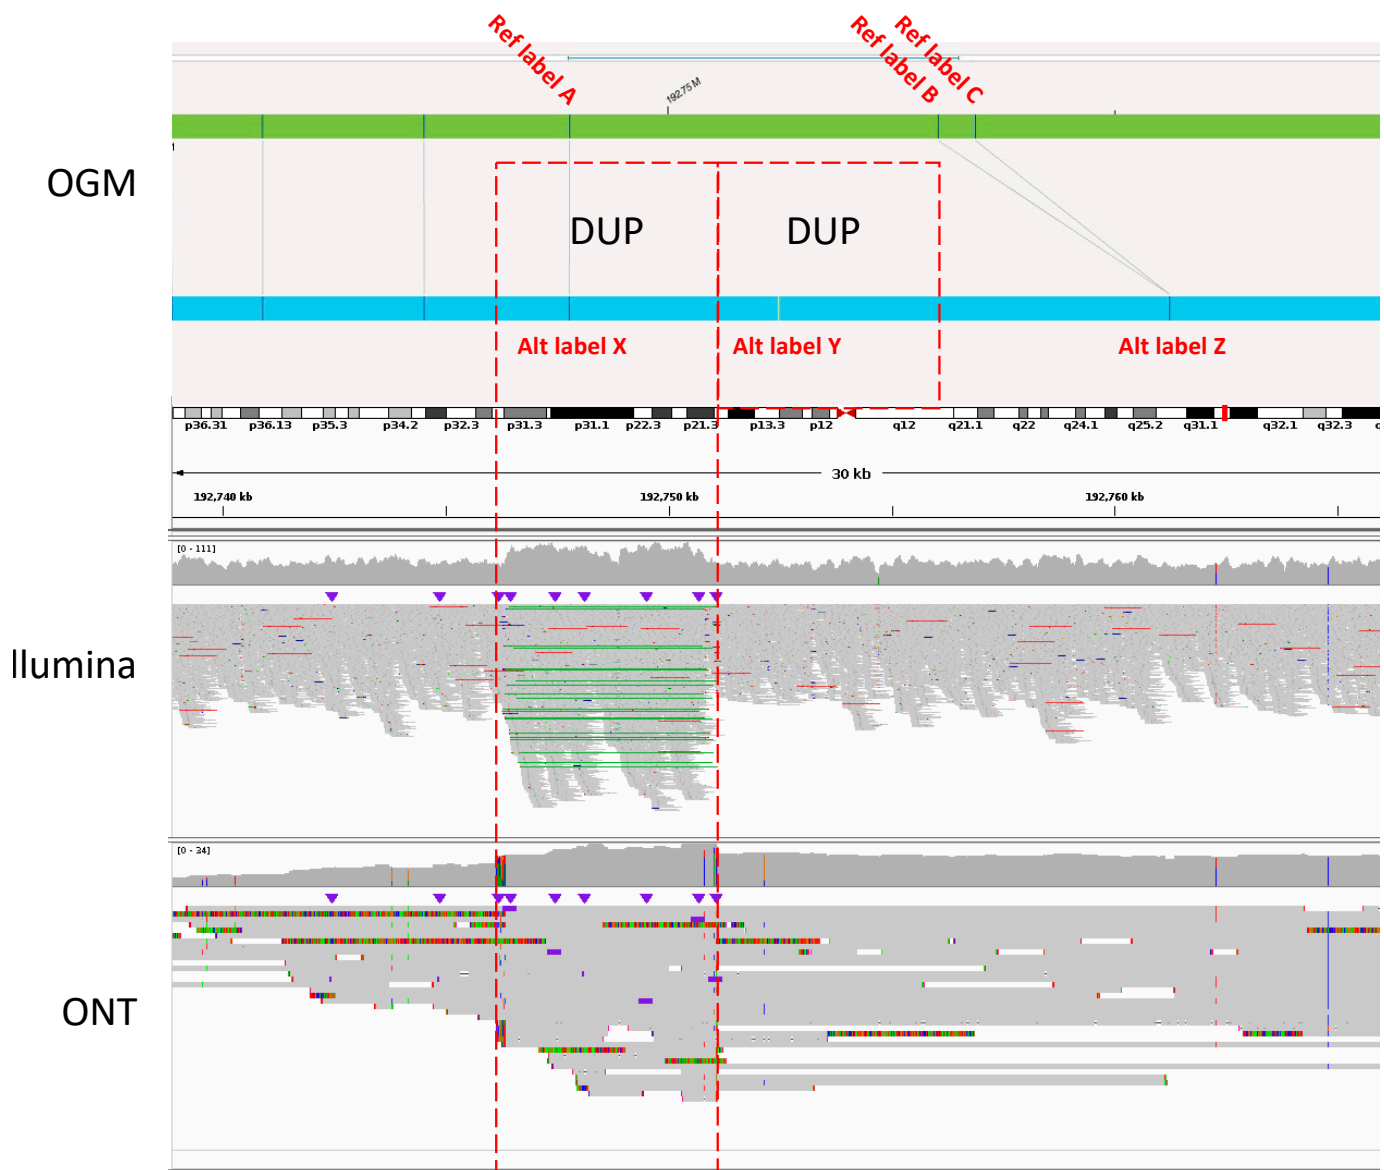 Ref label A
Ref label B
Ref label C
192.75 M
OGM
DUP DUP
Alt label X Alt label Y Alt label Z
p36.31 p36.13 p35.3 p34.2 p32.3 p31.3 p31.1 p22.3 p21.3 p13.3 p12 q12 q21.1 q22 q24.1 q25.2 q31.1 q32.1 q32.3
30 kb
192,740 kb 192,750 kb 192,760 kb
[0 - 111]
Illumina
[0 - 34]
ONT